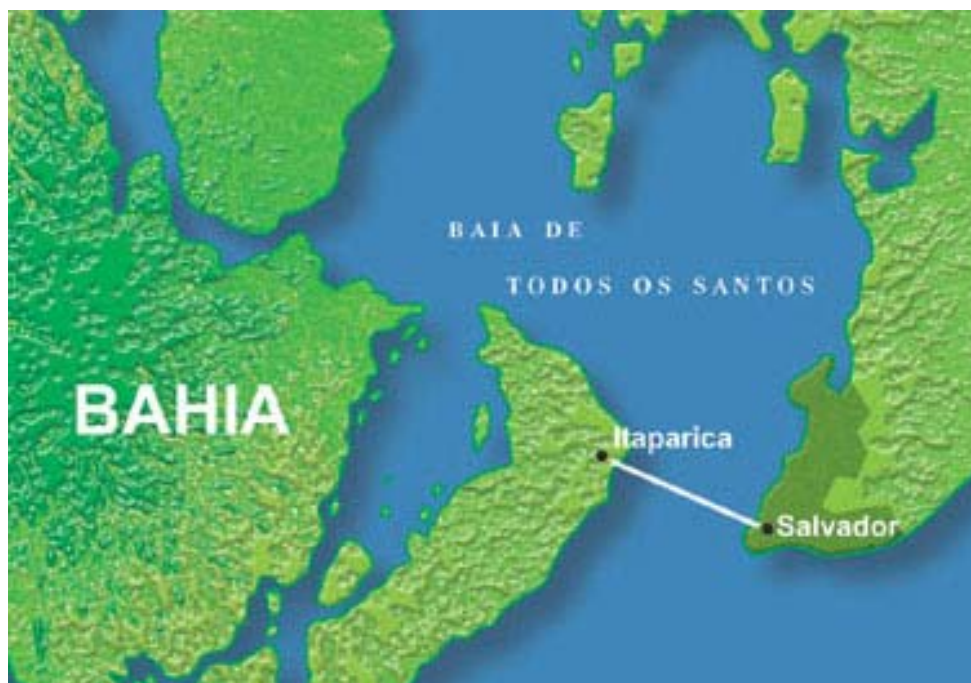 BAIA DE
TODOS OS SANTOS
BAHIA
Itaparica
Salvador